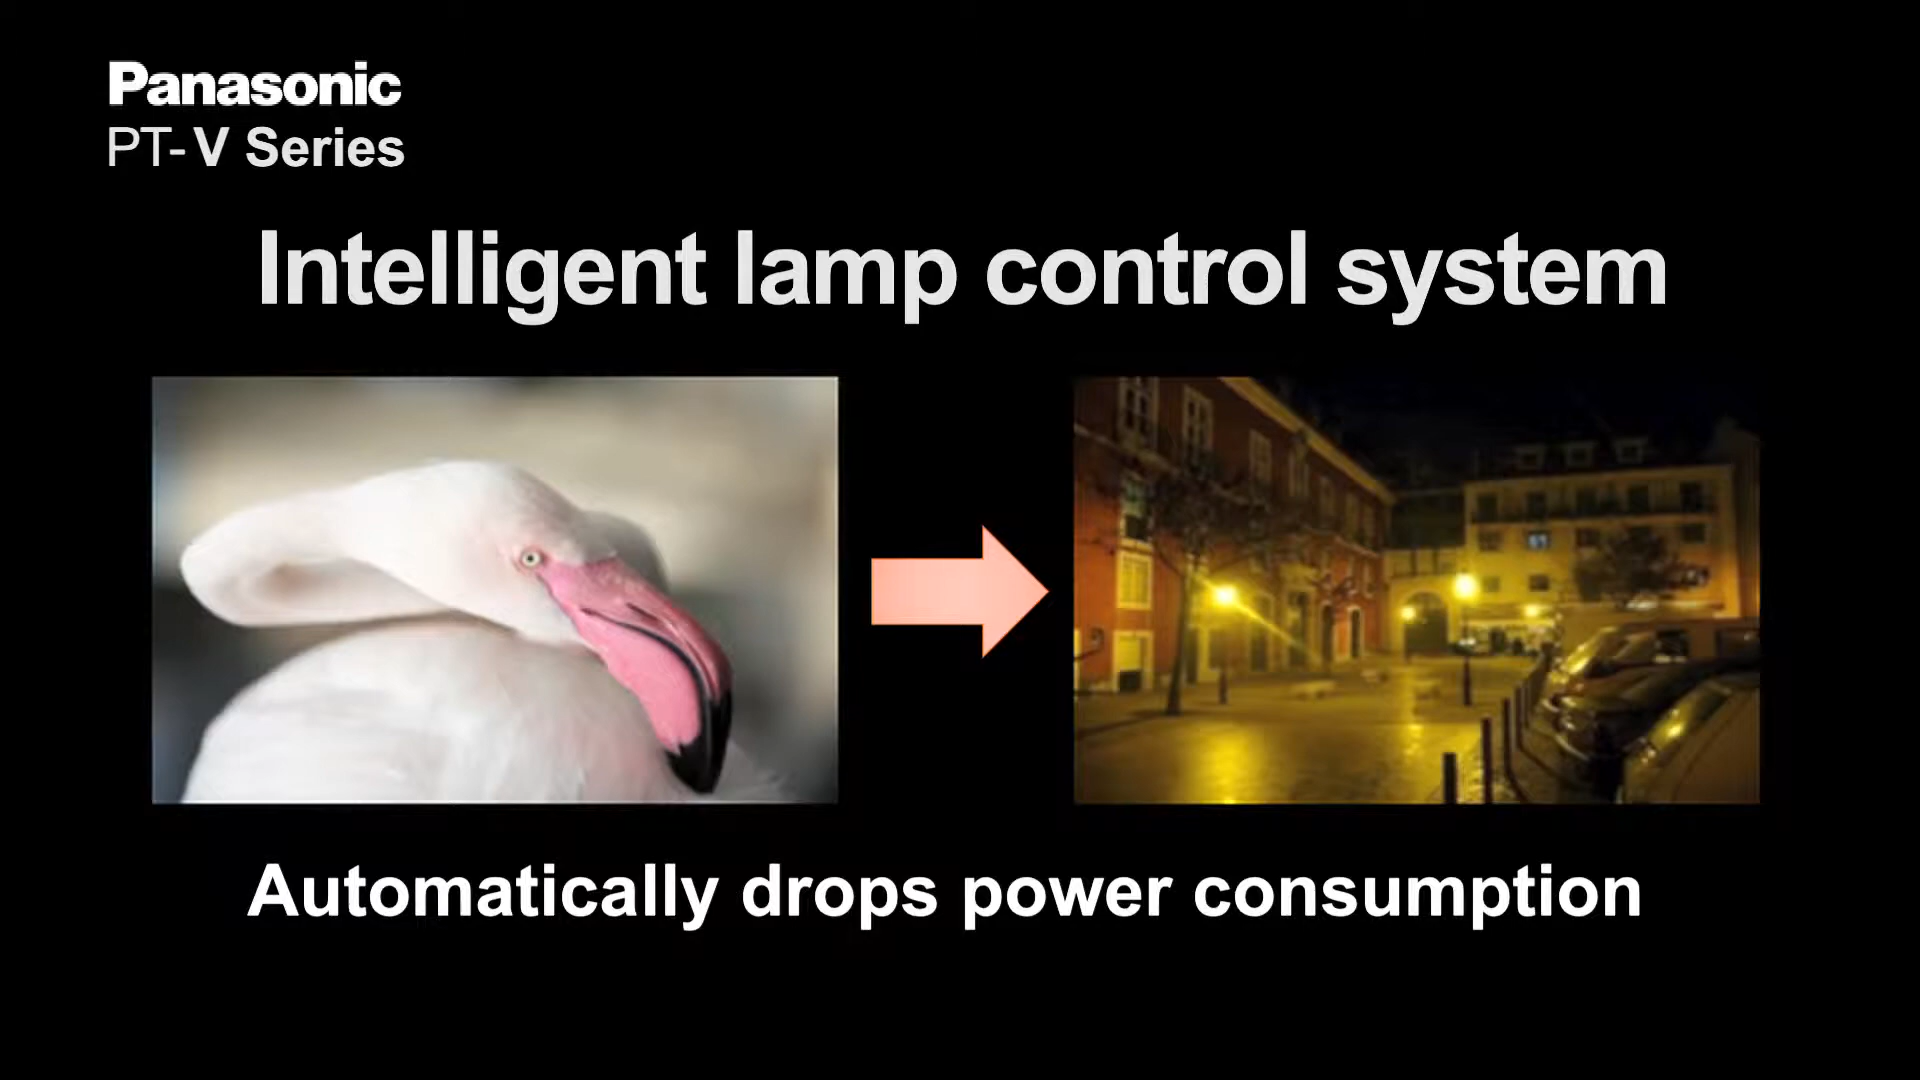 Panasonic
PT-V Series
Intelligent lamp control system
Automatically drops power consumption